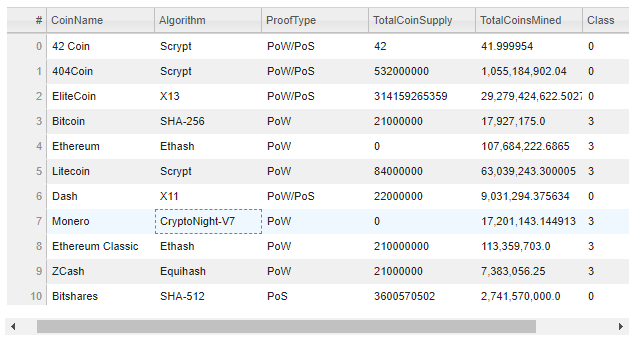 # CoinName Algorithm ProofType TotalCoinSupply TotalCoinsMined Class
0 42 Coin Scrypt PoW/PoS 42 41.999954 0
1 404Coin Scrypt PoW/PoS 532000000 1,055,184,902.04 0
2 EliteCoin X13 PoW/PoS 314159265359 29,279,424,622.5027 0
3 Bitcoin SHA-256 PoW 21000000 17,927,175.0 3
4 Ethereum Ethash PoW 0 107,684,222.6865 3
5 Litecoin Scrypt PoW 84000000 63,039,243.300005 3
6 Dash X11 PoW/PoS 22000000 9,031,294.375634 0
7 Monero CryptoNight-V7 PoW 0 17,201,143.144913 3
8 Ethereum Classic Ethash PoW 210000000 113,359,703.0 3
9 ZCash Equihash PoW 21000000 7,383,056.25 3
10 Bitshares SHA-512 PoS 3600570502 2,741,570,000.0 0